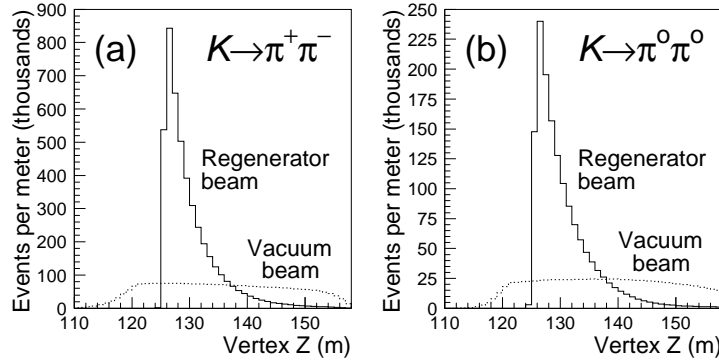 Events per meter (thousands)
900
800
700
600
500
400
300
200
100
0
(a)
K→π⁺π⁻
Regenerator
beam
Vacuum
beam
110 120 130 140 150
Vertex Z (m)
Events per meter (thousands)
250
225
200
175
150
125
100
75
50
25
0
(b)
K→π⁰π⁰
Regenerator
beam
Vacuum
beam
110 120 130 140 150
Vertex Z (m)